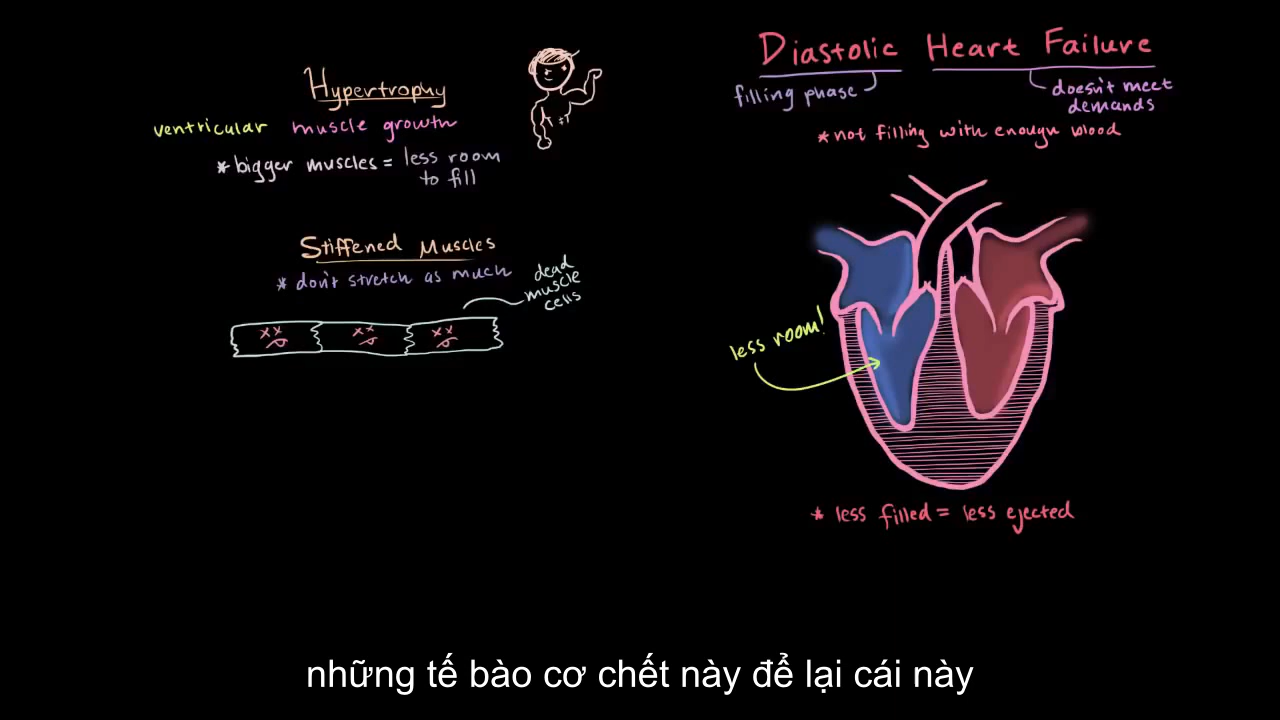 Hypertrophy
ventricular muscle growth
* bigger muscles = less room
to fill
Stiffened Muscles
* don't stretch as much
dead
muscle
cells
Diastolic Heart Failure
filling phase
doesn't meet
demands
* not filling with enough blood
less room!
* less filled = less ejected
những tế bào cơ chết này để lại cái này